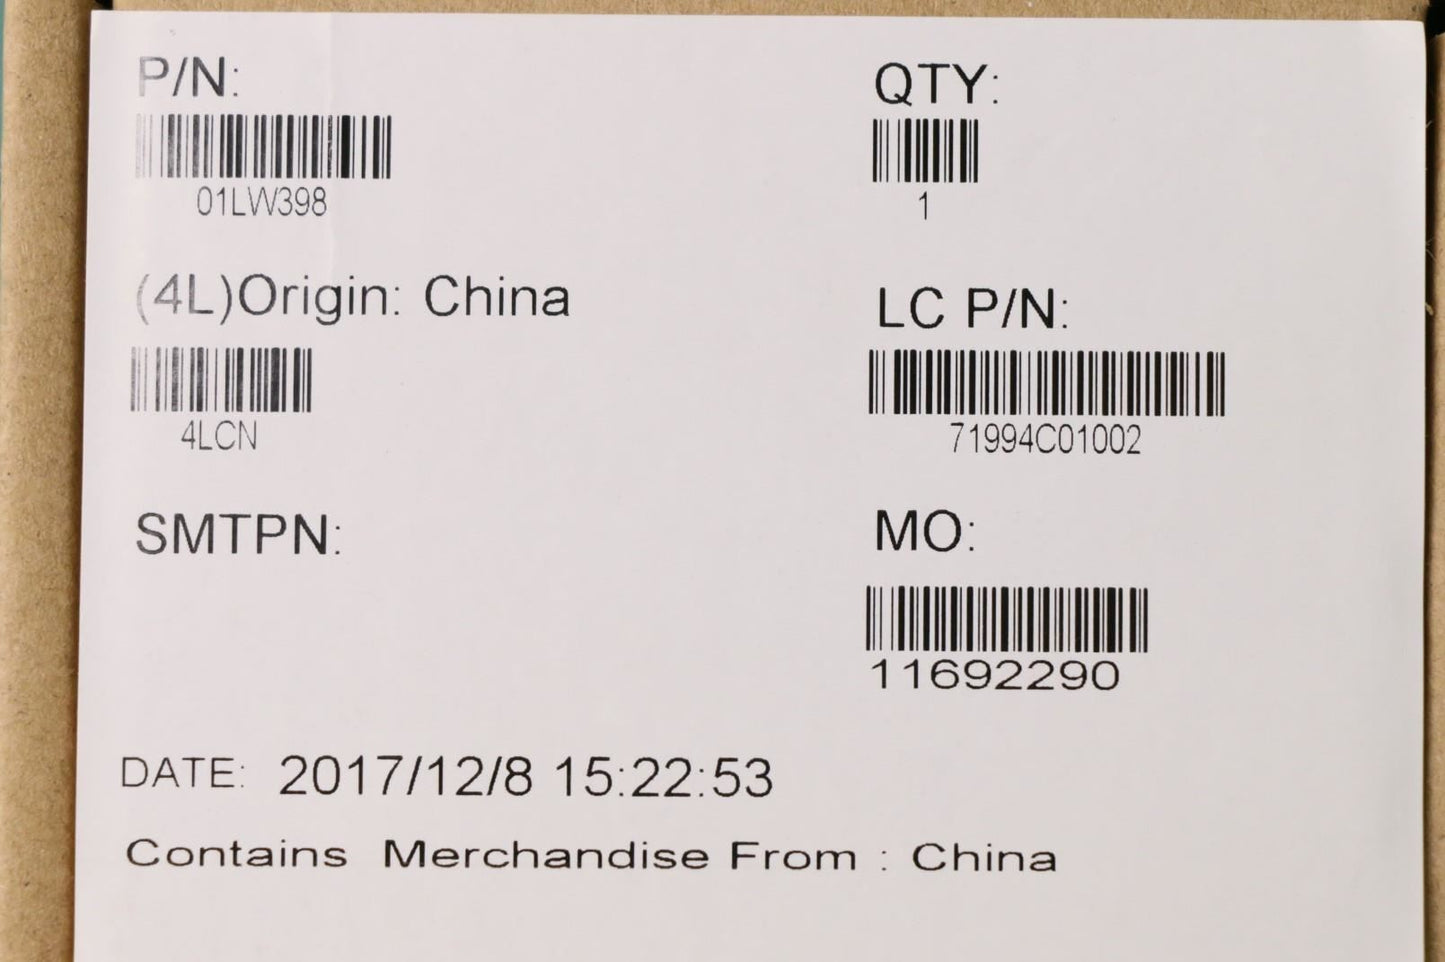 P/N:
01LW398
QTY:
1
(4L)Origin: China
4LCN
LC P/N:
71994C01002
SMTPN:
MO:
11692290
DATE: 2017/12/8 15:22:53
Contains Merchandise From : China